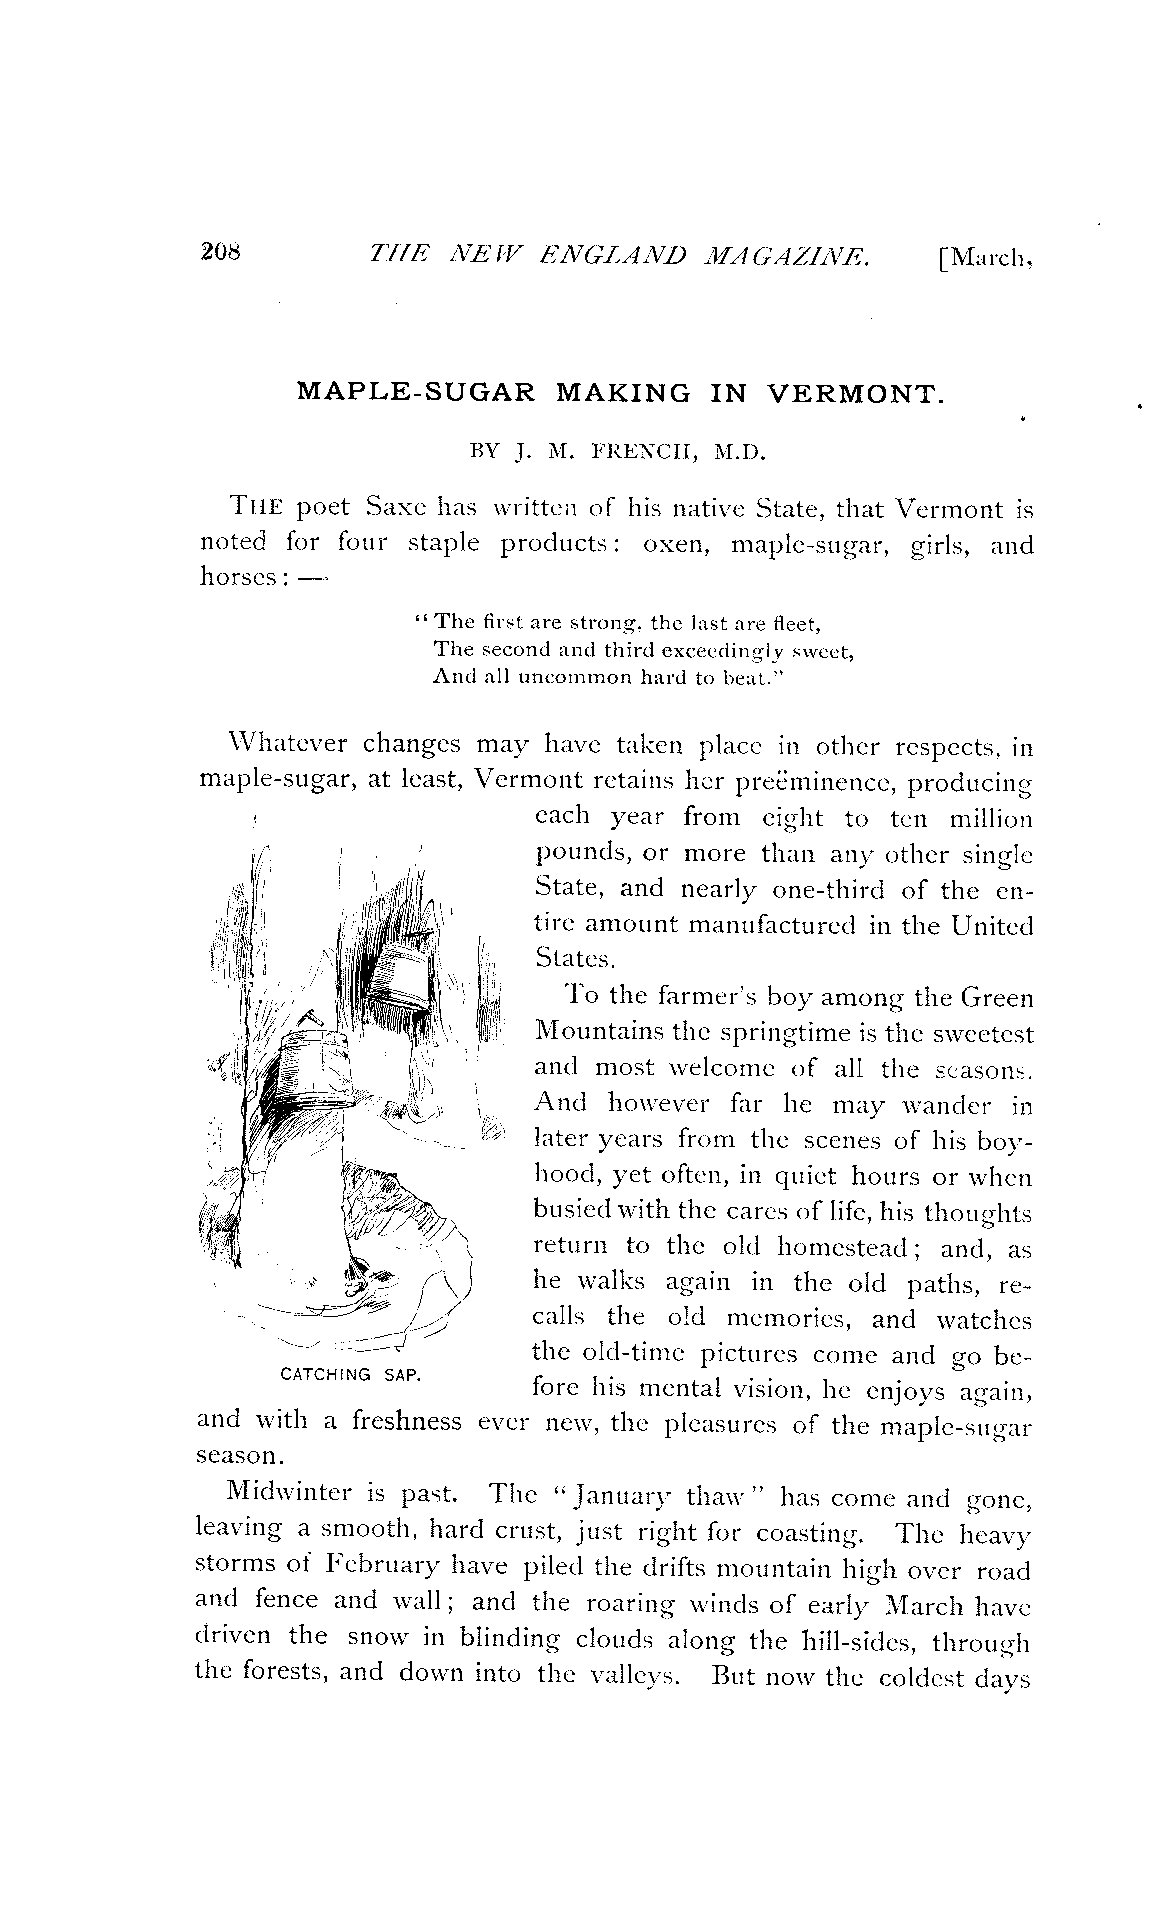 208 THE NEW ENGLAND MAGAZINE. [March,
MAPLE-SUGAR MAKING IN VERMONT.
BY J. M. FRENCH, M.D.
THE poet Saxe has written of his native State, that Vermont is
noted for four staple products: oxen, maple-sugar, girls, and
horses: —
"The first are strong, the last are fleet,
The second and third exceedingly sweet,
And all uncommon hard to beat."
Whatever changes may have taken place in other respects, in
maple-sugar, at least, Vermont retains her preëminence, producing
each year from eight to ten million
pounds, or more than any other single
State, and nearly one-third of the en-
tire amount manufactured in the United
States.
To the farmer's boy among the Green
Mountains the springtime is the sweetest
and most welcome of all the seasons.
And however far he may wander in
later years from the scenes of his boy-
hood, yet often, in quiet hours or when
busied with the cares of life, his thoughts
return to the old homestead; and, as
he walks again in the old paths, re-
calls the old memories, and watches
the old-time pictures come and go be-
fore his mental vision, he enjoys again,
CATCHING SAP.
and with a freshness ever new, the pleasures of the maple-sugar
season.
Midwinter is past. The "January thaw" has come and gone,
leaving a smooth, hard crust, just right for coasting. The heavy
storms of February have piled the drifts mountain high over road
and fence and wall; and the roaring winds of early March have
driven the snow in blinding clouds along the hill-sides, through
the forests, and down into the valleys. But now the coldest days